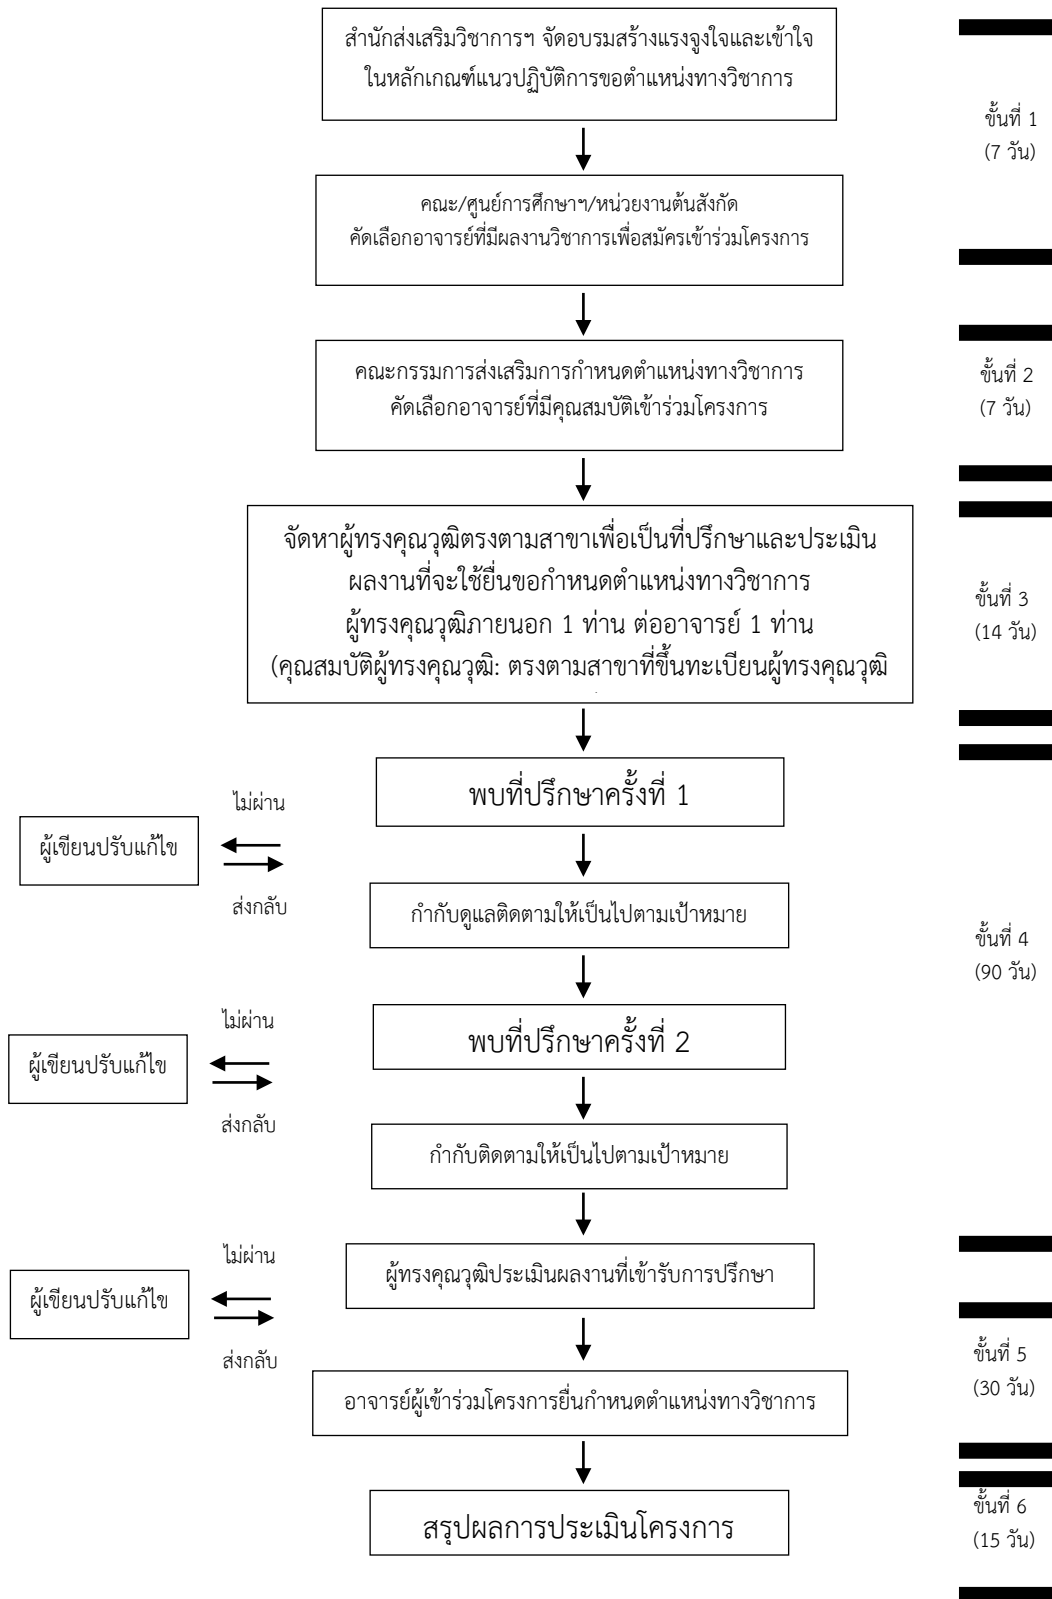 สำนักส่งเสริมวิชาการฯ จัดอบรมสร้างแรงจูงใจและเข้าใจ
ในหลักเกณฑ์แนวปฏิบัติการขอตำแหน่งทางวิชาการ
ขั้นที่ 1
(7 วัน)
คณะ/ศูนย์การศึกษาฯ/หน่วยงานต้นสังกัด
คัดเลือกอาจารย์ที่มีผลงานวิชาการเพื่อสมัครเข้าร่วมโครงการ
คณะกรรมการส่งเสริมการกำหนดตำแหน่งทางวิชาการ
คัดเลือกอาจารย์ที่มีคุณสมบัติเข้าร่วมโครงการ
ขั้นที่ 2
(7 วัน)
จัดหาผู้ทรงคุณวุฒิตรงตามสาขาเพื่อเป็นที่ปรึกษาและประเมิน
ผลงานที่จะใช้ยื่นขอกำหนดตำแหน่งทางวิชาการ
ผู้ทรงคุณวุฒิภายนอก 1 ท่าน ต่ออาจารย์ 1 ท่าน
(คุณสมบัติผู้ทรงคุณวุฒิ: ตรงตามสาขาที่ขึ้นทะเบียนผู้ทรงคุณวุฒิ
ขั้นที่ 3
(14 วัน)
พบที่ปรึกษาครั้งที่ 1
ไม่ผ่าน
ผู้เขียนปรับแก้ไข
ส่งกลับ
กำกับดูแลติดตามให้เป็นไปตามเป้าหมาย
ขั้นที่ 4
(90 วัน)
พบที่ปรึกษาครั้งที่ 2
ไม่ผ่าน
ผู้เขียนปรับแก้ไข
ส่งกลับ
กำกับติดตามให้เป็นไปตามเป้าหมาย
ผู้ทรงคุณวุฒิประเมินผลงานที่เข้ารับการปรึกษา
ไม่ผ่าน
ผู้เขียนปรับแก้ไข
ส่งกลับ
อาจารย์ผู้เข้าร่วมโครงการยื่นกำหนดตำแหน่งทางวิชาการ
ขั้นที่ 5
(30 วัน)
สรุปผลการประเมินโครงการ
ขั้นที่ 6
(15 วัน)